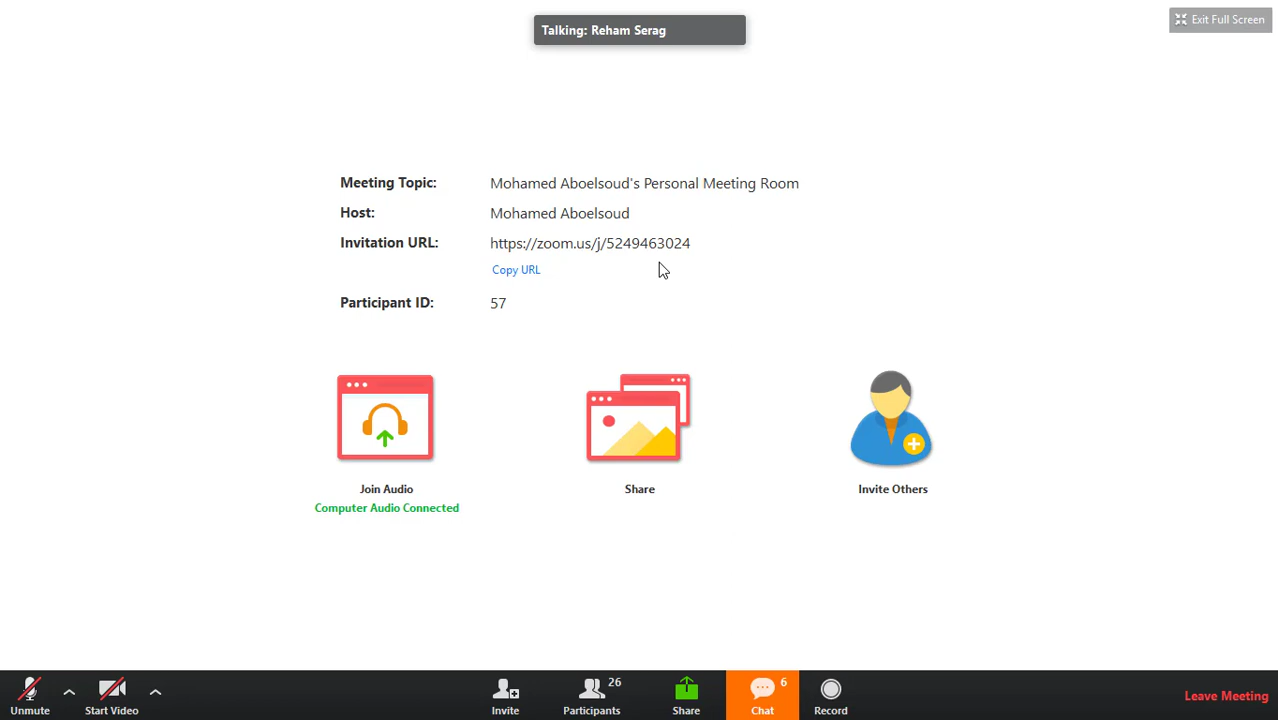 Talking: Reham Serag
Exit Full Screen
Meeting Topic: Mohamed Aboelsoud's Personal Meeting Room
Host: Mohamed Aboelsoud
Invitation URL: https://zoom.us/j/5249463024
Copy URL
Participant ID: 57
Join Audio
Share
Invite Others
Computer Audio Connected
26
6
Unmute
Start Video
Invite
Participants
Share
Chat
Record
Leave Meeting